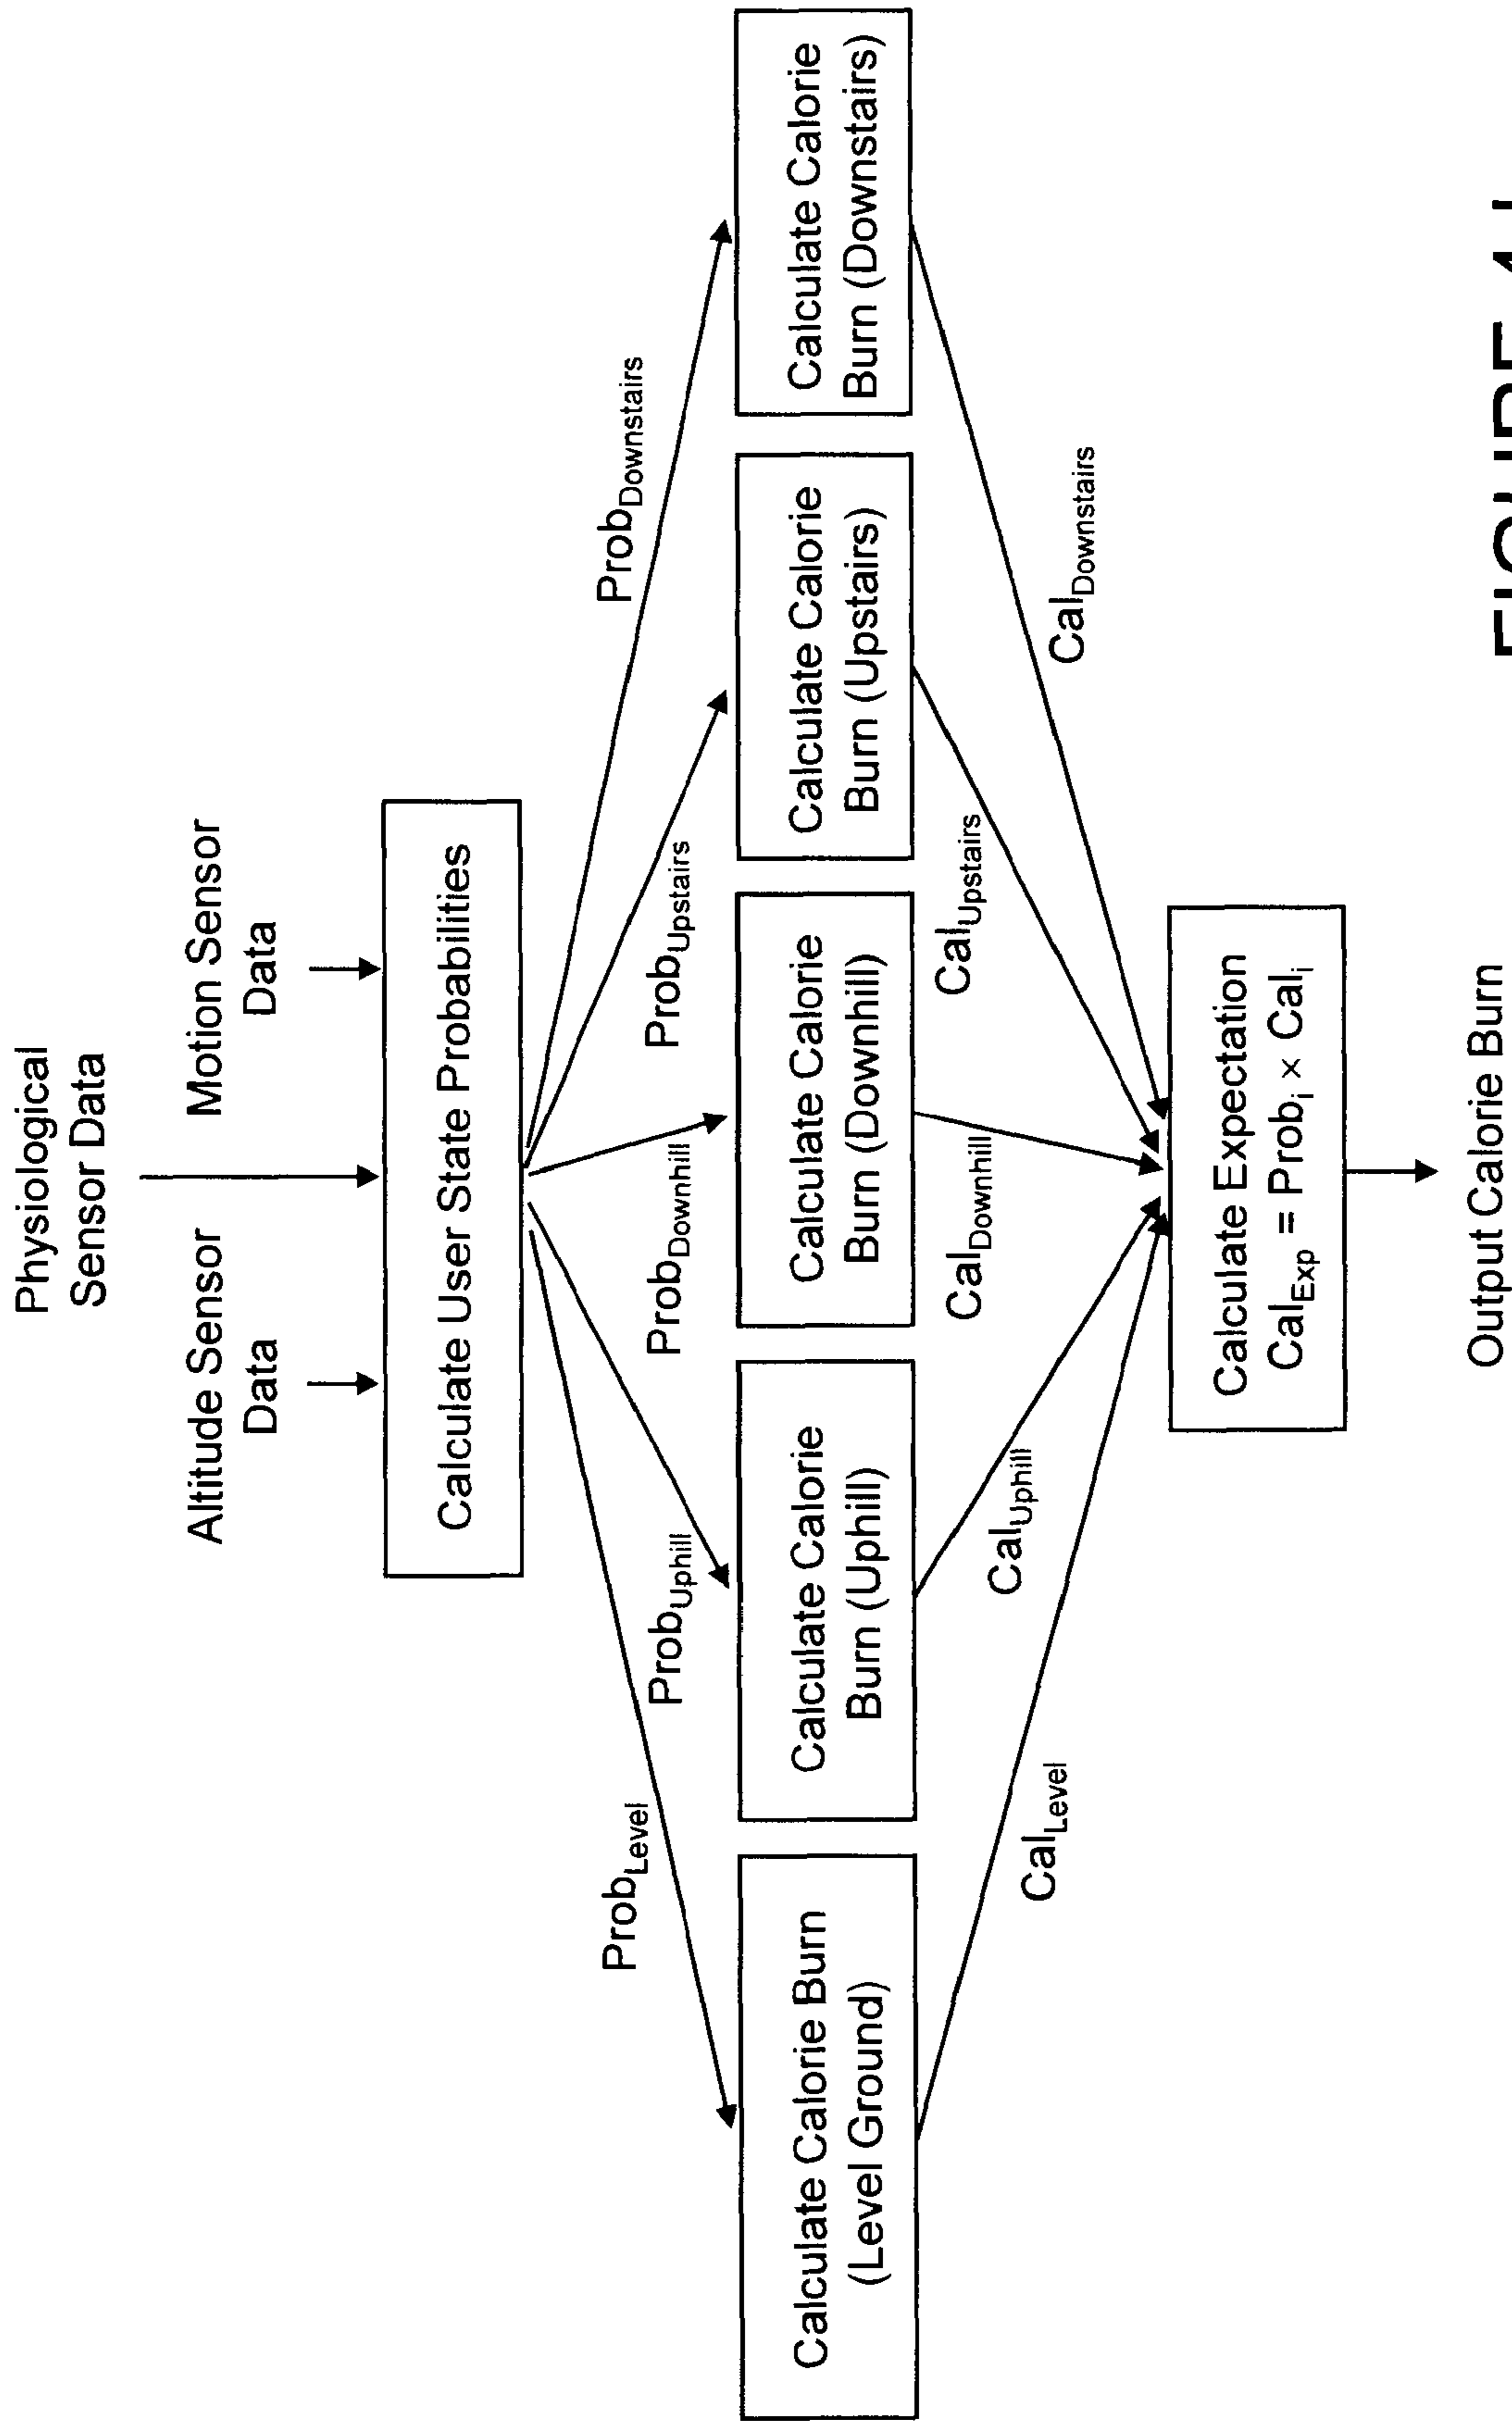 Physiological
Sensor Data
Altitude Sensor
Data
Motion Sensor
Data
Calculate User State Probabilities
Prob_Level
Prob_Uphill
Prob_Downhill
Prob_Upstairs
Prob_Downstairs
Calculate Calorie Burn
(Level Ground)
Calculate Calorie
Burn (Uphill)
Calculate Calorie
Burn (Downhill)
Calculate Calorie
Burn (Upstairs)
Calculate Calorie
Burn (Downstairs)
Cal_Level
Cal_Uphill
Cal_Downhill
Cal_Upstairs
Cal_Downstairs
Calculate Expectation
Cal_Exp = Prob_i × Cal_i
Output Calorie Burn